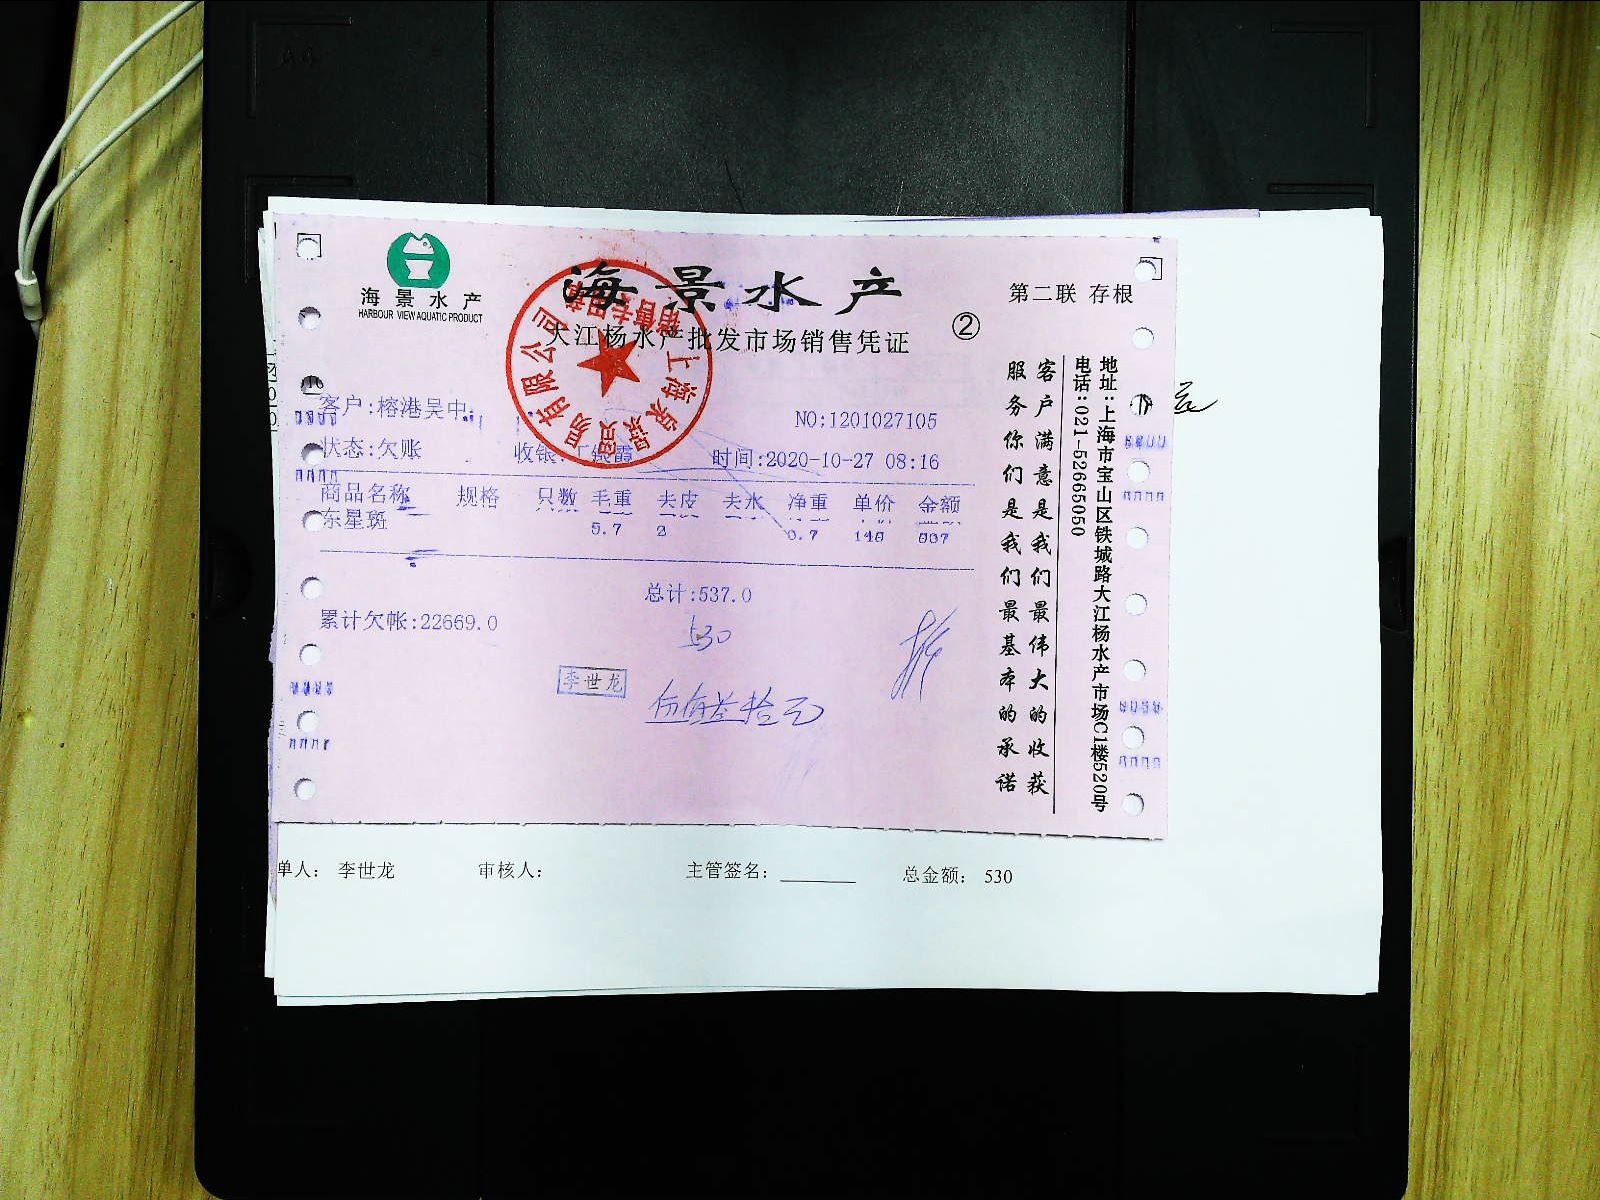 海景水产
HARBOUR VIEW AQUATIC PRODUCT
海景水产
大江杨水产批发市场销售凭证
②
第二联 存根
客户:榕港吴中
NO:1201027105
状态:欠账
收银:丁银霞
时间:2020-10-27 08:16
商品名称 规格 只数 毛重 去皮 去水 净重 单价 金额
东星斑 5.7 2 140
总计:537.0
累计欠帐:22669.0
530
李世龙
伍佰叁拾元
客户满意是我们最伟大的收获
服务你们是我们最基本的承诺
地址:上海市宝山区铁城路大江杨水产市场C1楼520号
电话:021-52665050
单人: 李世龙 审核人: 主管签名: 总金额: 530